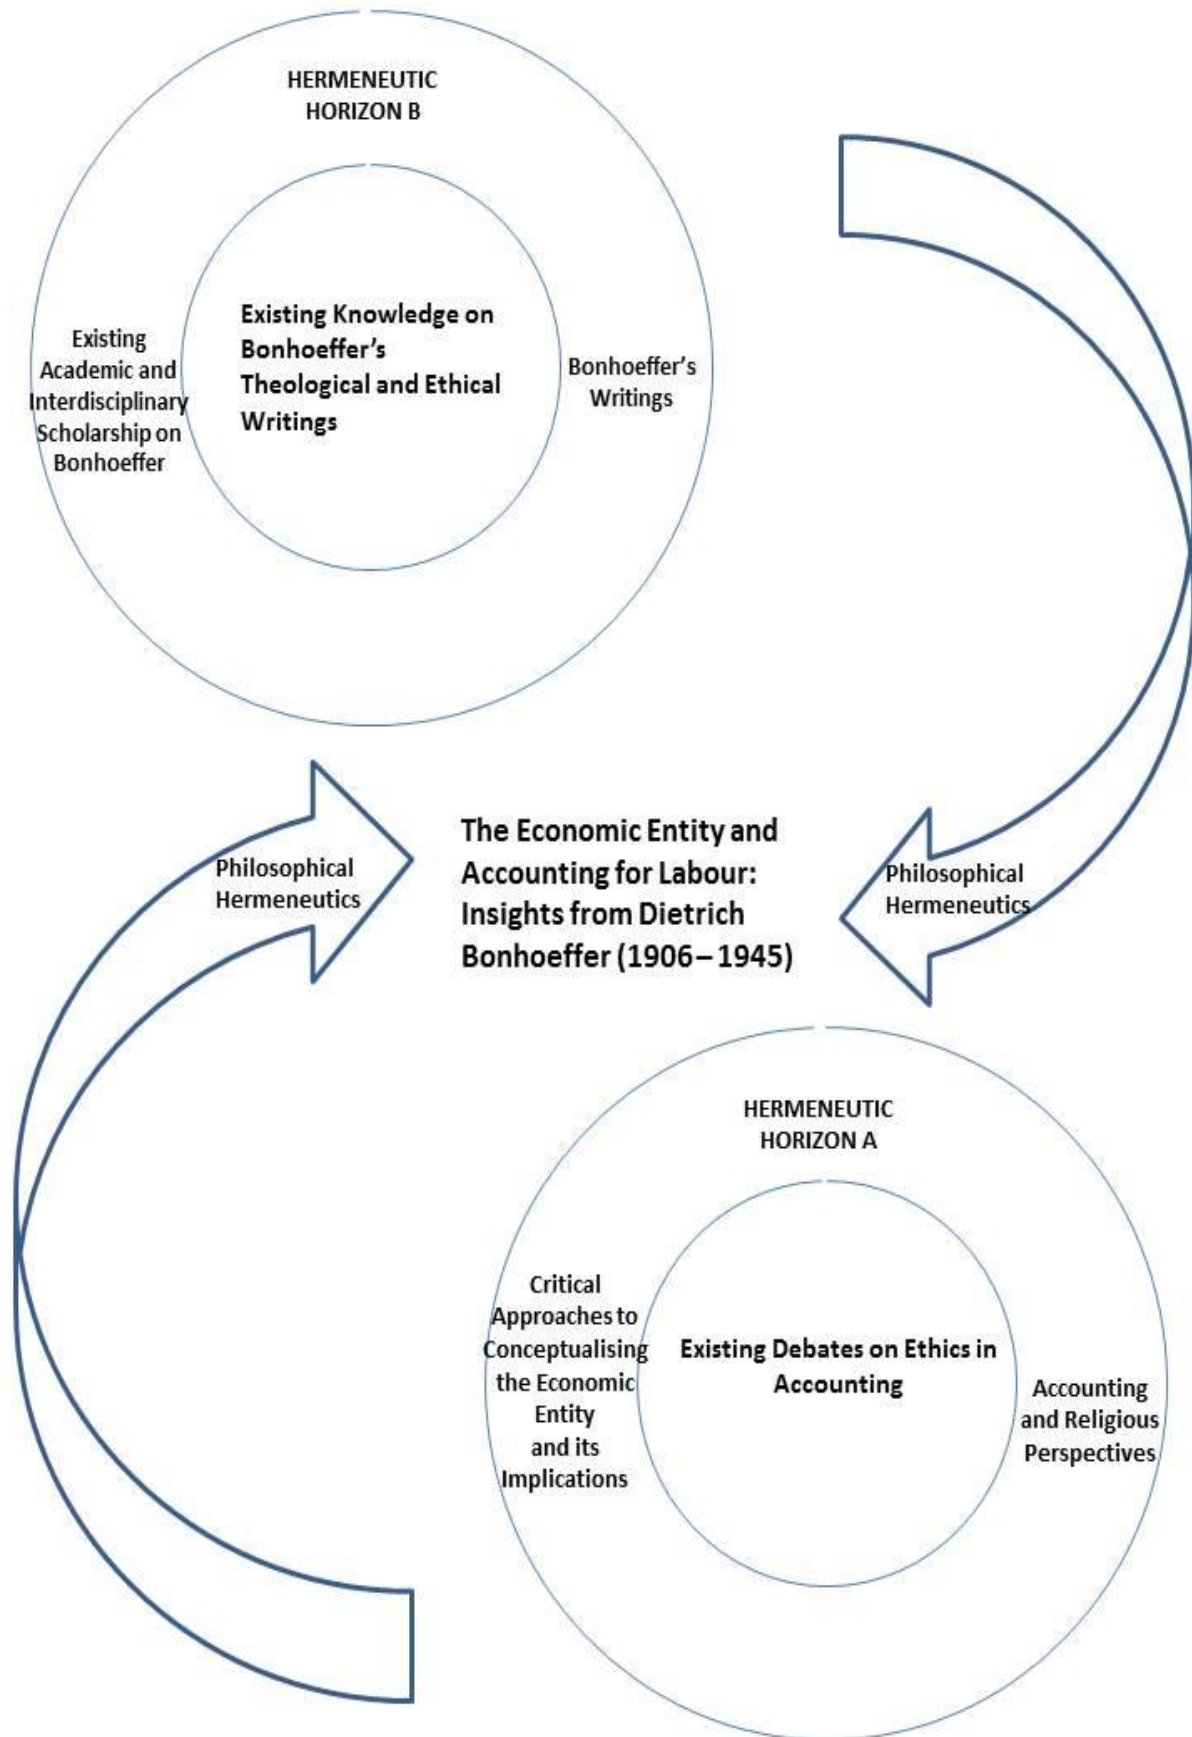 HERMENEUTIC
HORIZON B
Existing Knowledge on
Bonhoeffer’s
Theological and Ethical
Writings
Existing
Academic and
Interdisciplinary
Scholarship on
Bonhoeffer
Bonhoeffer’s
Writings
Philosophical
Hermeneutics
The Economic Entity and
Accounting for Labour:
Insights from Dietrich
Bonhoeffer (1906–1945)
Philosophical
Hermeneutics
HERMENEUTIC
HORIZON A
Critical
Approaches to
Conceptualising
the Economic
Entity
and its
Implications
Existing Debates on Ethics in
Accounting
Accounting
and Religious
Perspectives